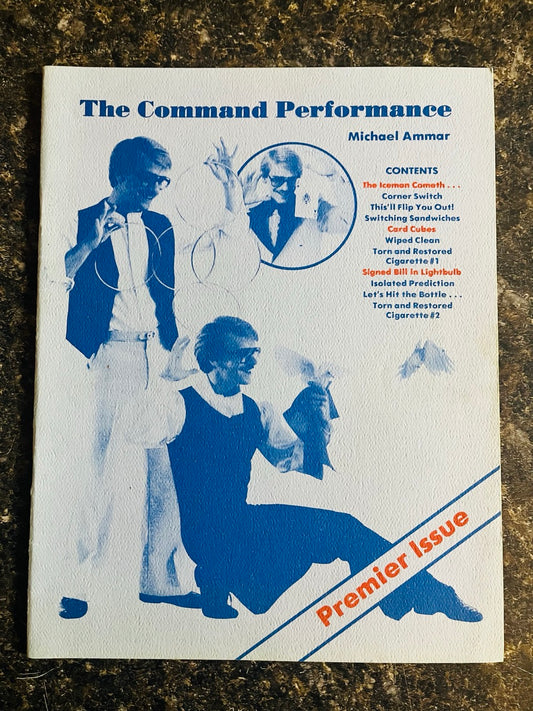 The Command Performance
Michael Ammar
CONTENTS
The Iceman Cometh . . .
Corner Switch
This'll Flip You Out!
Switching Sandwiches
Card Cubes
Wiped Clean
Torn and Restored
Cigarette #1
Signed Bill in Lightbulb
Isolated Prediction
Let's Hit the Bottle . . .
Torn and Restored
Cigarette #2
Premier Issue